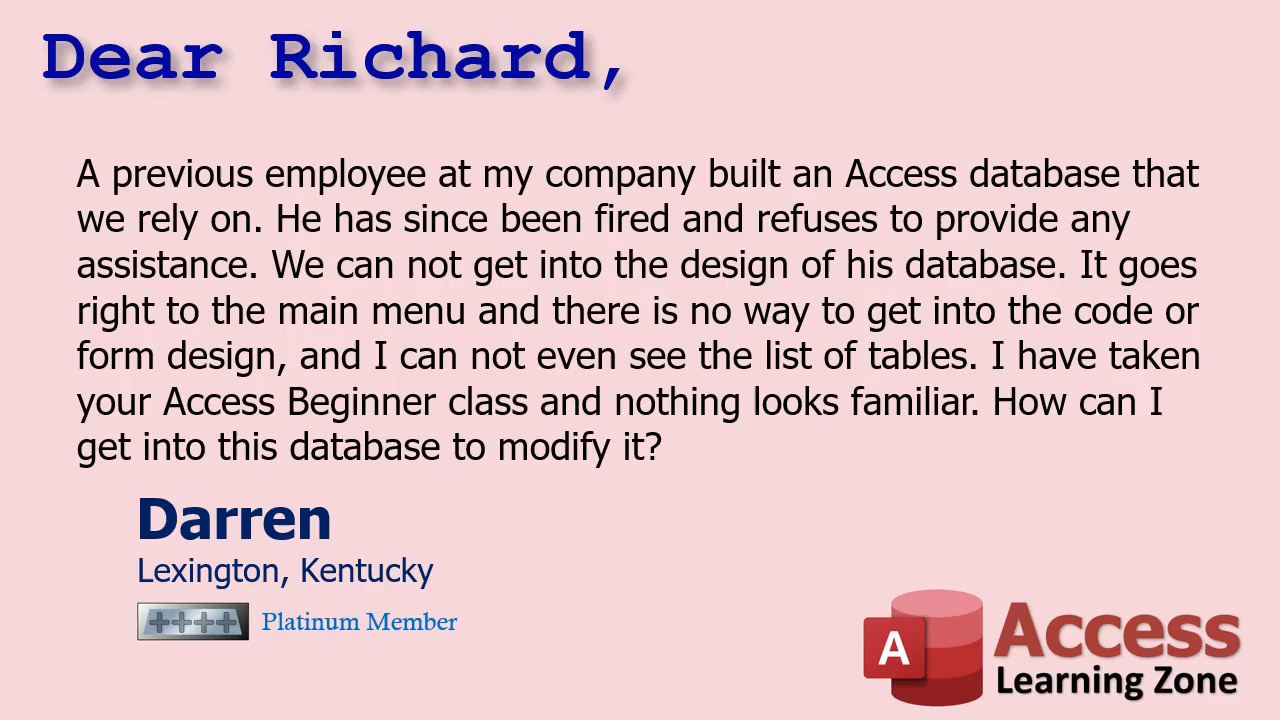 Dear Richard,
A previous employee at my company built an Access database that
we rely on. He has since been fired and refuses to provide any
assistance. We can not get into the design of his database. It goes
right to the main menu and there is no way to get into the code or
form design, and I can not even see the list of tables. I have taken
your Access Beginner class and nothing looks familiar. How can I
get into this database to modify it?
Darren
Lexington, Kentucky
++++ Platinum Member
A Access
Learning Zone